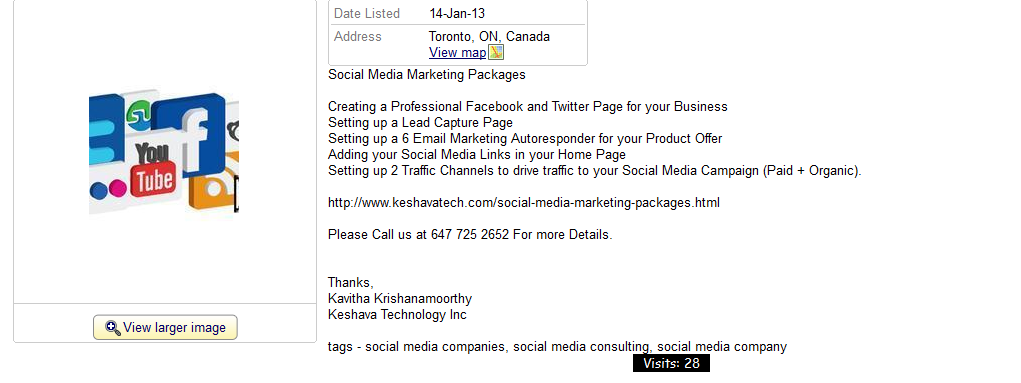 Date Listed 14-Jan-13
Address Toronto, ON, Canada
View map
Social Media Marketing Packages
Creating a Professional Facebook and Twitter Page for your Business
Setting up a Lead Capture Page
Setting up a 6 Email Marketing Autoresponder for your Product Offer
Adding your Social Media Links in your Home Page
Setting up 2 Traffic Channels to drive traffic to your Social Media Campaign (Paid + Organic).
http://www.keshavatech.com/social-media-marketing-packages.html
Please Call us at 647 725 2652 For more Details.
Thanks,
Kavitha Krishanamoorthy
Keshava Technology Inc
tags - social media companies, social media consulting, social media company
Visits: 28
You
Tube
View larger image